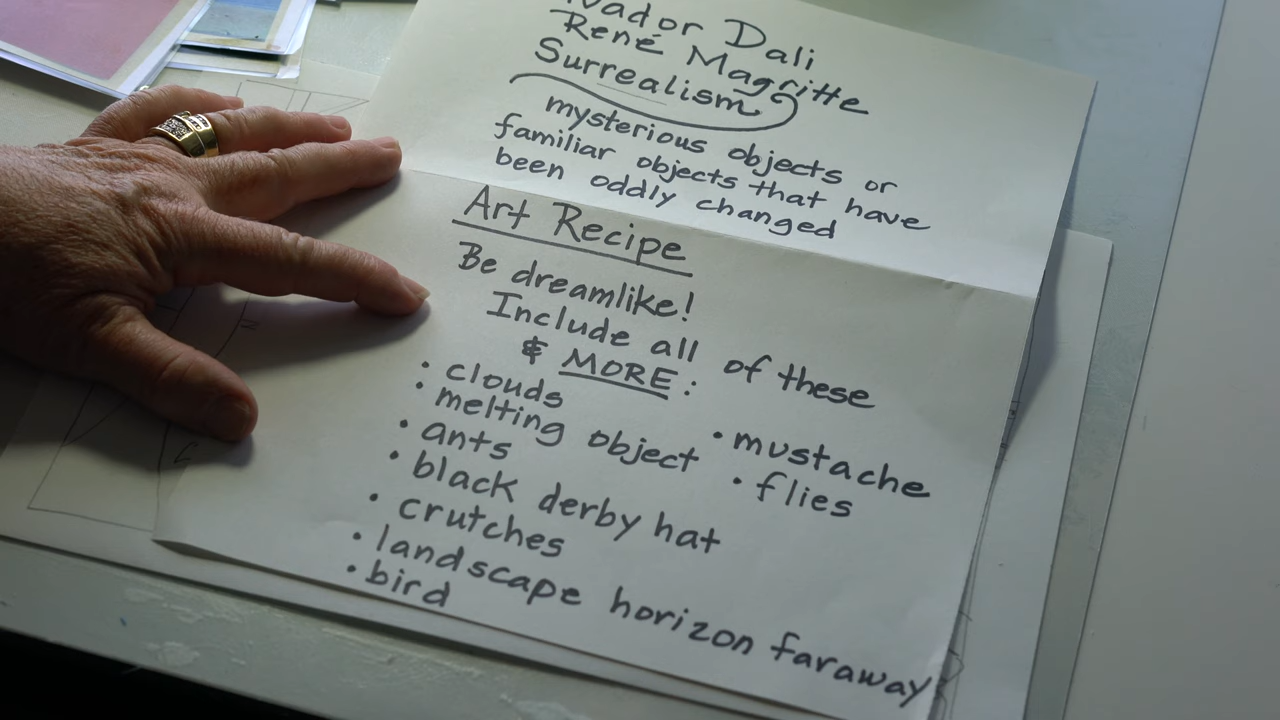 Dali
René Magritte
Surrealism
mysterious objects or
familiar objects that have
been oddly changed
Art Recipe
Be dreamlike!
Include all of these
& MORE:
• clouds
• melting object
• ants
• black derby hat
• crutches
• landscape horizon faraway
• bird
• mustache
• flies